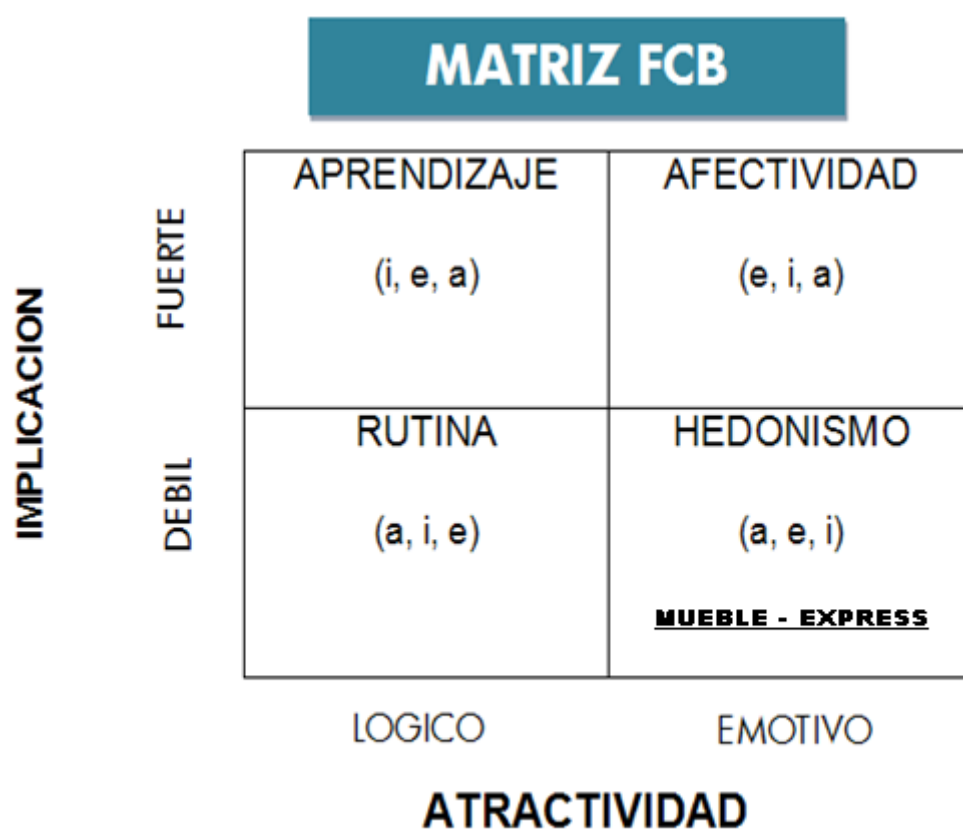 MATRIZ FCB
APRENDIZAJE
AFECTIVIDAD
FUERTE
(i, e, a)
(e, i, a)
IMPLICACION
RUTINA
HEDONISMO
DEBIL
(a, i, e)
(a, e, i)
MUEBLE - EXPRESS
LOGICO
EMOTIVO
ATRACTIVIDAD